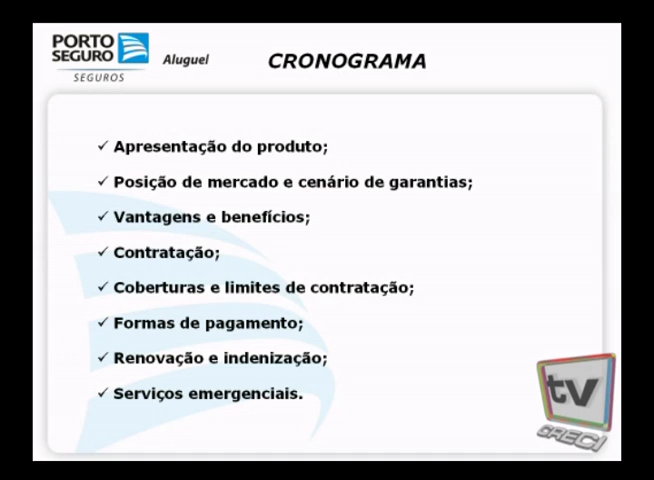 PORTO
SEGURO
SEGUROS
Aluguel
CRONOGRAMA
✓ Apresentação do produto;
✓ Posição de mercado e cenário de garantias;
✓ Vantagens e benefícios;
✓ Contratação;
✓ Coberturas e limites de contratação;
✓ Formas de pagamento;
✓ Renovação e indenização;
✓ Serviços emergenciais.
tv
CRECI